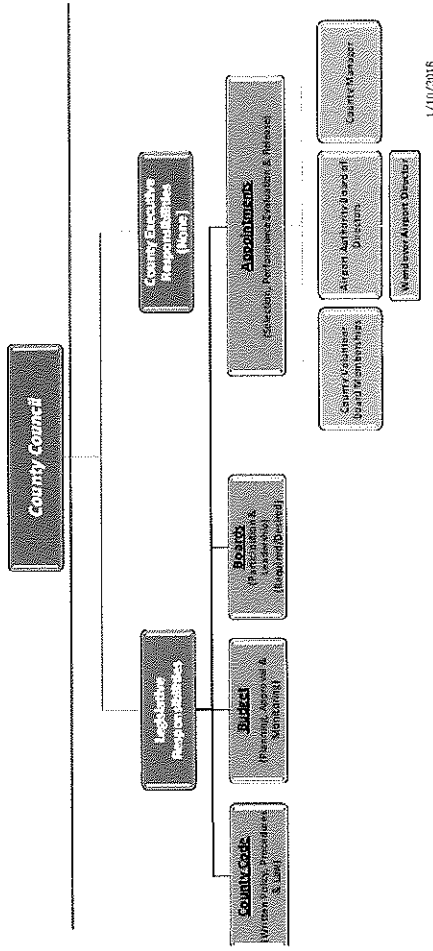 County Council
Legislative
Responsibilities
County Executive
Responsibilities
(None)
County Code
(Written Policy, Procedures
& Law)
Budget
(Planning, Approval &
Monitoring)
Boards
(Participation &
Leadership)
(Required/Desired)
Appointments
(Selection, Performance Evaluation & Release)
County Volunteer
Board Memberships
Airport Authority Board of
Directors
Wendover Airport Director
County Manager
1/10/2018